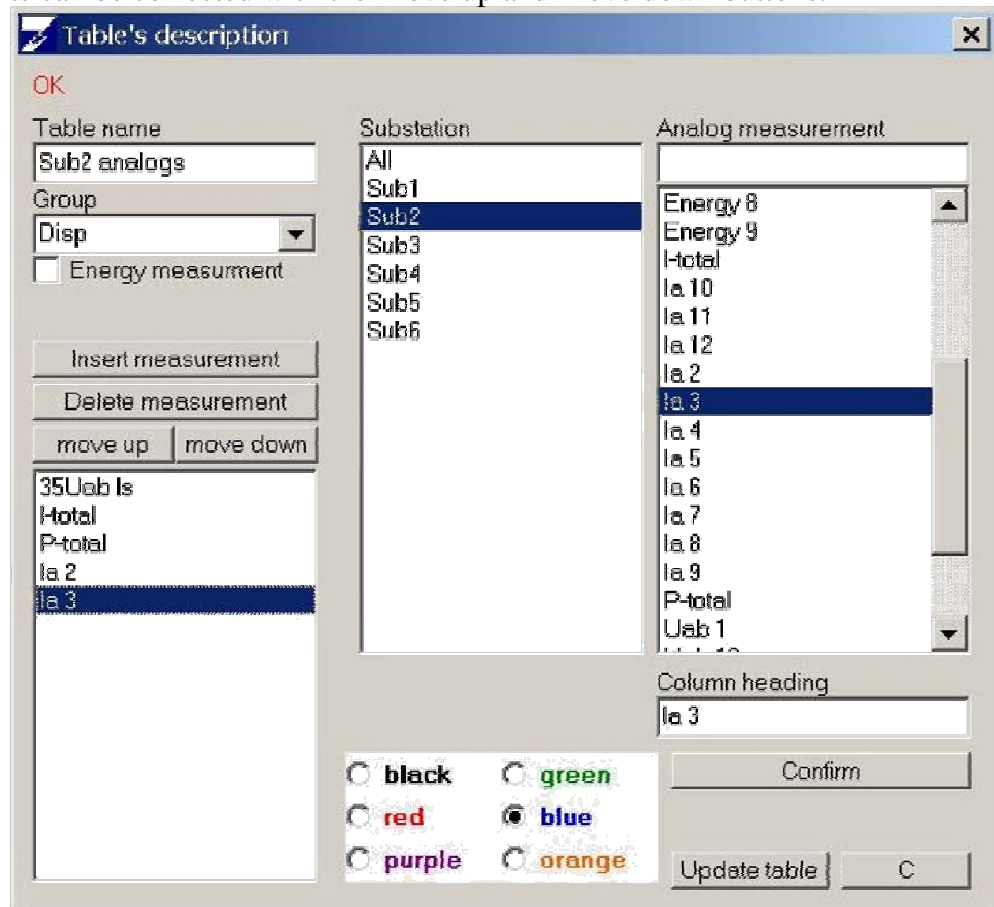 Table's description
OK
Table name
Sub2 analogs
Group
Disp
Energy measurment
Insert measurement
Delete measurement
move up
move down
35Uab Is
I-total
P-total
Ia 2
Ia 3
Substation
All
Sub1
Sub2
Sub3
Sub4
Sub5
Sub6
Analog measurement
Energy 8
Energy 9
I-total
Ia 10
Ia 11
Ia 12
Ia 2
Ia 3
Ia 4
Ia 5
Ia 6
Ia 7
Ia 8
Ia 9
P-total
Uab 1
Column heading
Ia 3
black
green
red
blue
purple
orange
Confirm
Update table
C